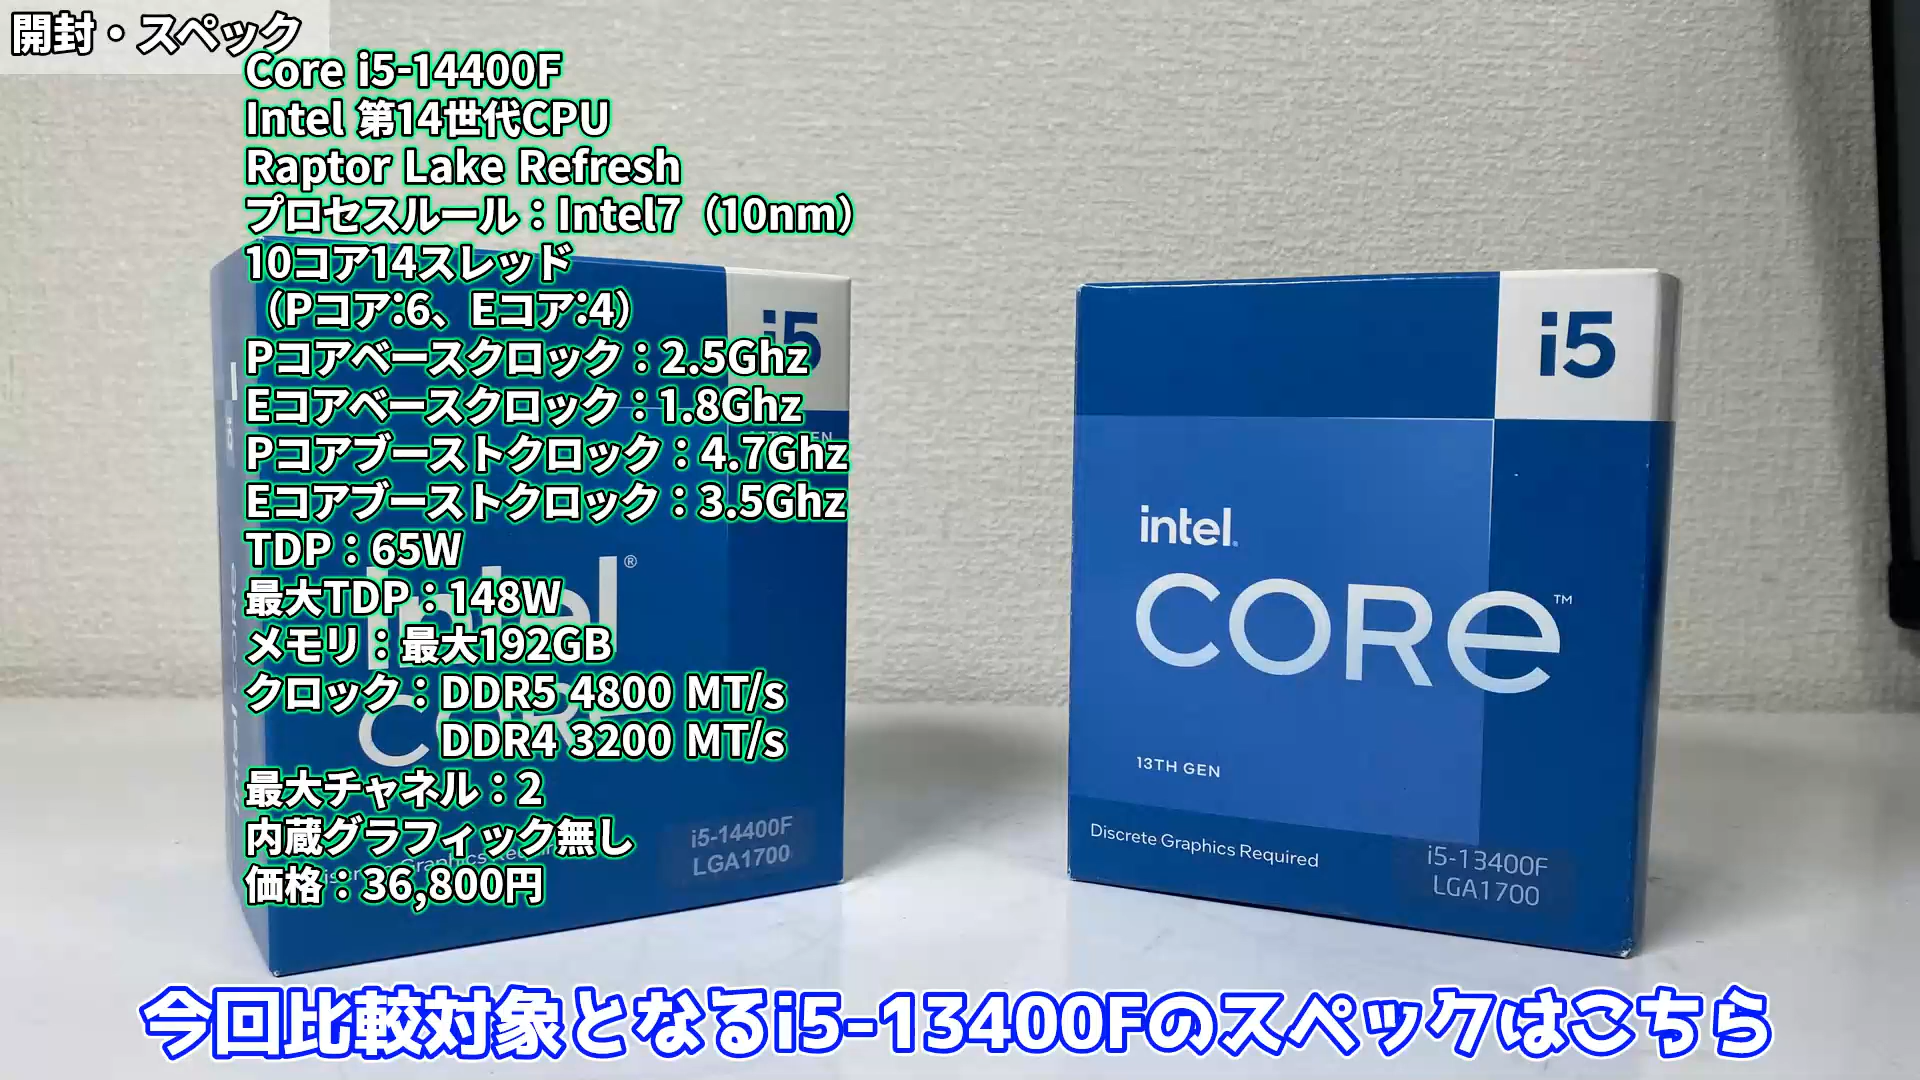 開封・スペック
Core i5-14400F
Intel 第14世代CPU
Raptor Lake Refresh
プロセスルール：Intel7（10nm）
10コア14スレッド
（Pコア:6、Eコア:4）
Pコアベースクロック：2.5Ghz
Eコアベースクロック：1.8Ghz
Pコアブーストクロック：4.7Ghz
Eコアブーストクロック：3.5Ghz
TDP：65W
最大TDP：148W
メモリ：最大192GB
クロック：DDR5 4800 MT/s
DDR4 3200 MT/s
最大チャネル：2
内蔵グラフィック無し
価格：36,800円
i5
intel®
CORE
intel CORE
i5-14400F
LGA1700
i5
intel.
CORE™
13TH GEN
Discrete Graphics Required
i5-13400F
LGA1700
今回比較対象となるi5-13400Fのスペックはこちら